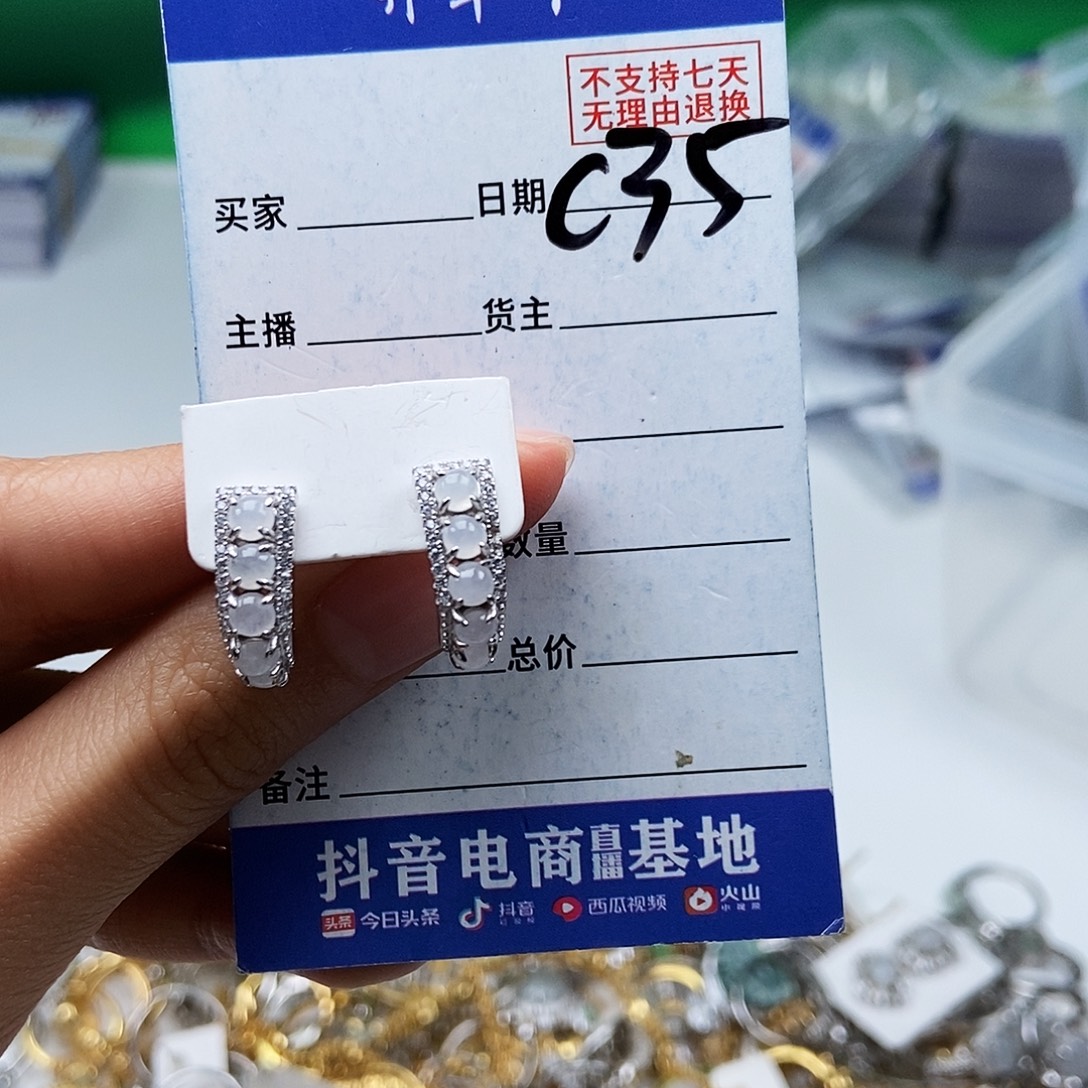 不支持七天
无理由退换
买家 日期 C35
主播 货主
数量
总价
备注
抖音电商直播基地
头条 今日头条 抖音 西瓜视频 火山